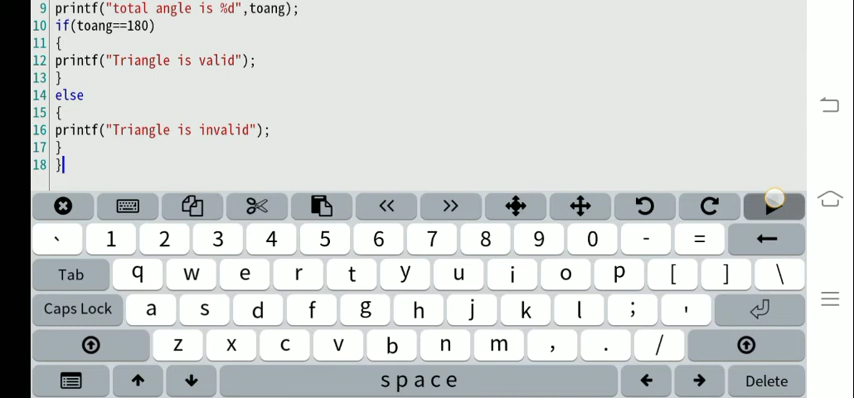 9 printf("total angle is %d",toang);
10 if(toang==180)
11 {
12 printf("Triangle is valid");
13 }
14 else
15 {
16 printf("Triangle is invalid");
17 }
18 }
` 1 2 3 4 5 6 7 8 9 0 - =
Tab q w e r t y u i o p [ ] \
Caps Lock a s d f g h j k l ; '
z x c v b n m , . /
space Delete